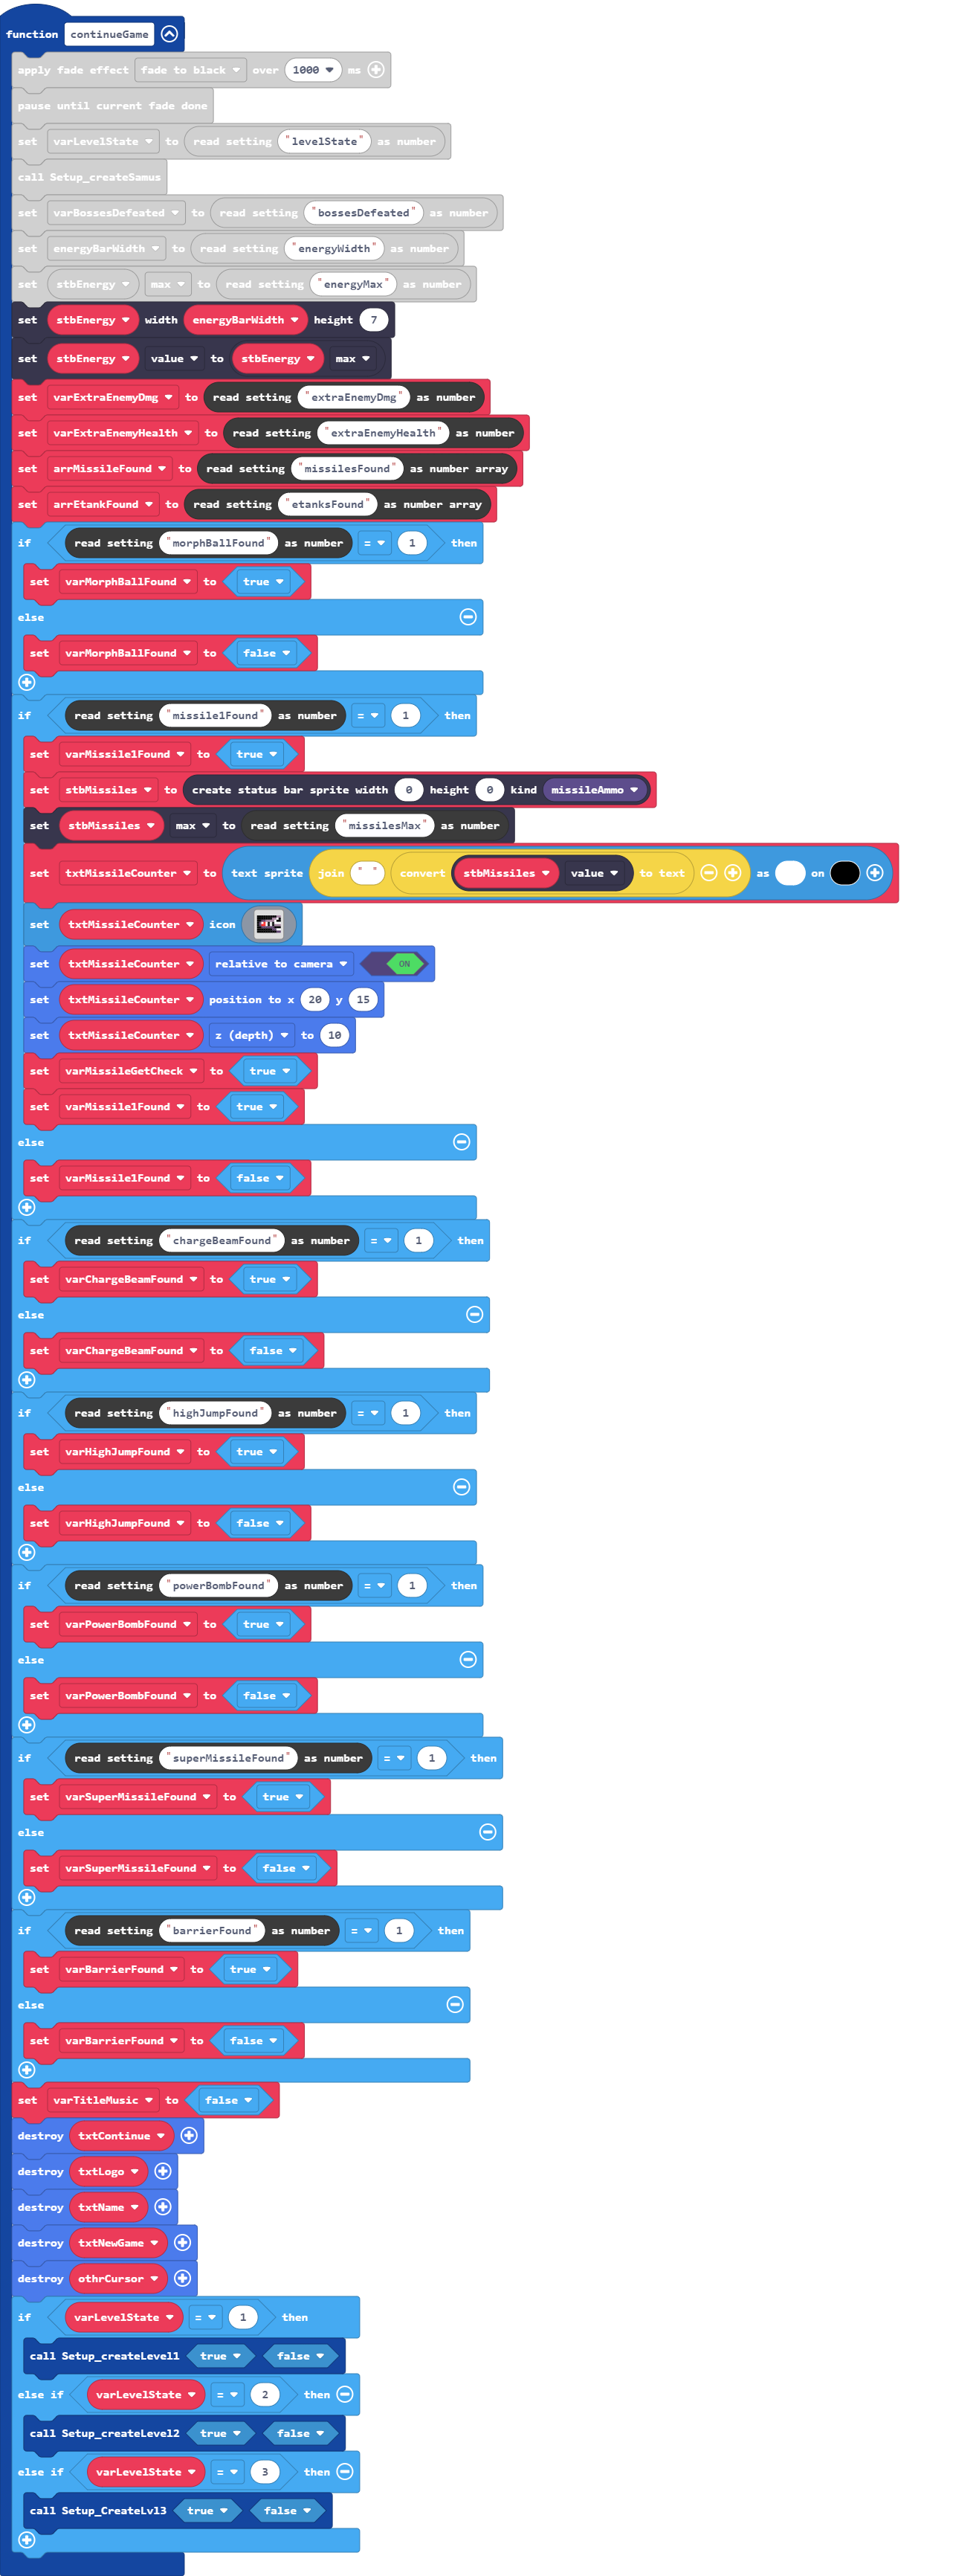 function continueGame
apply fade effect fade to black over 1000 ms
pause until current fade done
set varLevelState to read setting "levelState" as number
call Setup_createSamus
set varBossesDefeated to read setting "bossesDefeated" as number
set energyBarWidth to read setting "energyWidth" as number
set stbEnergy max to read setting "energyMax" as number
set stbEnergy width energyBarWidth height 7
set stbEnergy value to stbEnergy max
set varExtraEnemyDmg to read setting "extraEnemyDmg" as number
set varExtraEnemyHealth to read setting "extraEnemyHealth" as number
set arrMissileFound to read setting "missilesFound" as number array
set arrEtankFound to read setting "etanksFound" as number array
if read setting "morphBallFound" as number = 1 then
set varMorphBallFound to true
else
set varMorphBallFound to false
if read setting "missile1Found" as number = 1 then
set varMissile1Found to true
set stbMissiles to create status bar sprite width 0 height 0 kind missileAmmo
set stbMissiles max to read setting "missilesMax" as number
set txtMissileCounter to text sprite join " " convert stbMissiles value to text as on
set txtMissileCounter icon
set txtMissileCounter relative to camera ON
set txtMissileCounter position to x 20 y 15
set txtMissileCounter z (depth) to 10
set varMissileGetCheck to true
set varMissile1Found to true
else
set varMissile1Found to false
if read setting "chargeBeamFound" as number = 1 then
set varChargeBeamFound to true
else
set varChargeBeamFound to false
if read setting "highJumpFound" as number = 1 then
set varHighJumpFound to true
else
set varHighJumpFound to false
if read setting "powerBombFound" as number = 1 then
set varPowerBombFound to true
else
set varPowerBombFound to false
if read setting "superMissileFound" as number = 1 then
set varSuperMissileFound to true
else
set varSuperMissileFound to false
if read setting "barrierFound" as number = 1 then
set varBarrierFound to true
else
set varBarrierFound to false
set varTitleMusic to false
destroy txtContinue
destroy txtLogo
destroy txtName
destroy txtNewGame
destroy othrCursor
if varLevelState = 1 then
call Setup_createLevel1 true false
else if varLevelState = 2 then
call Setup_createLevel2 true false
else if varLevelState = 3 then
call Setup_CreateLvl3 true false